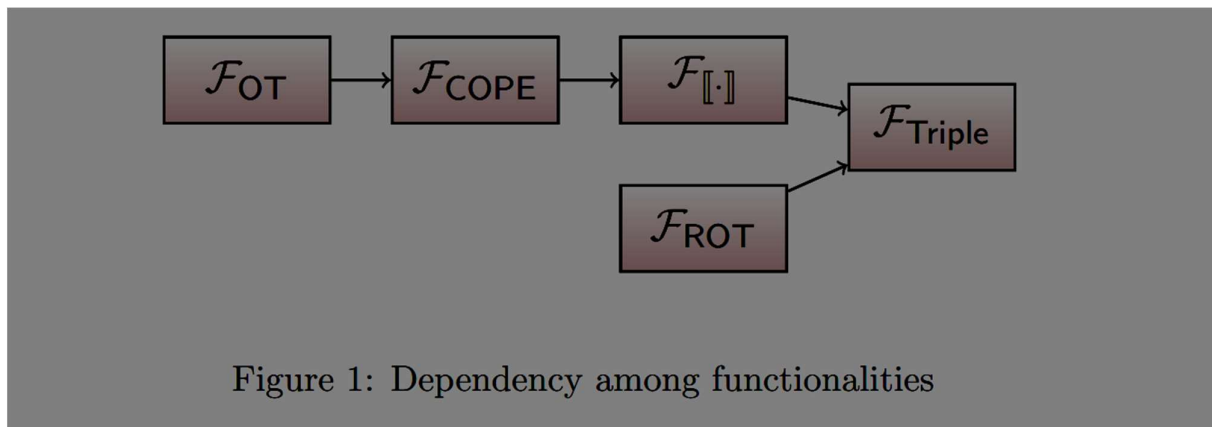 ℱOT
ℱCOPE
ℱ⟦·⟧
ℱTriple
ℱROT
Figure 1: Dependency among functionalities